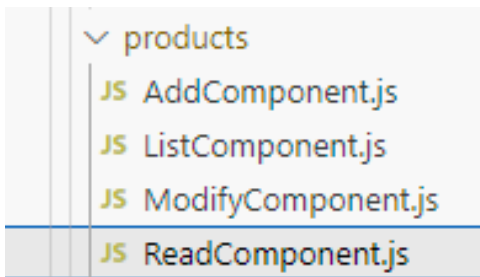 products
JS AddComponent.js
JS ListComponent.js
JS ModifyComponent.js
JS ReadComponent.js